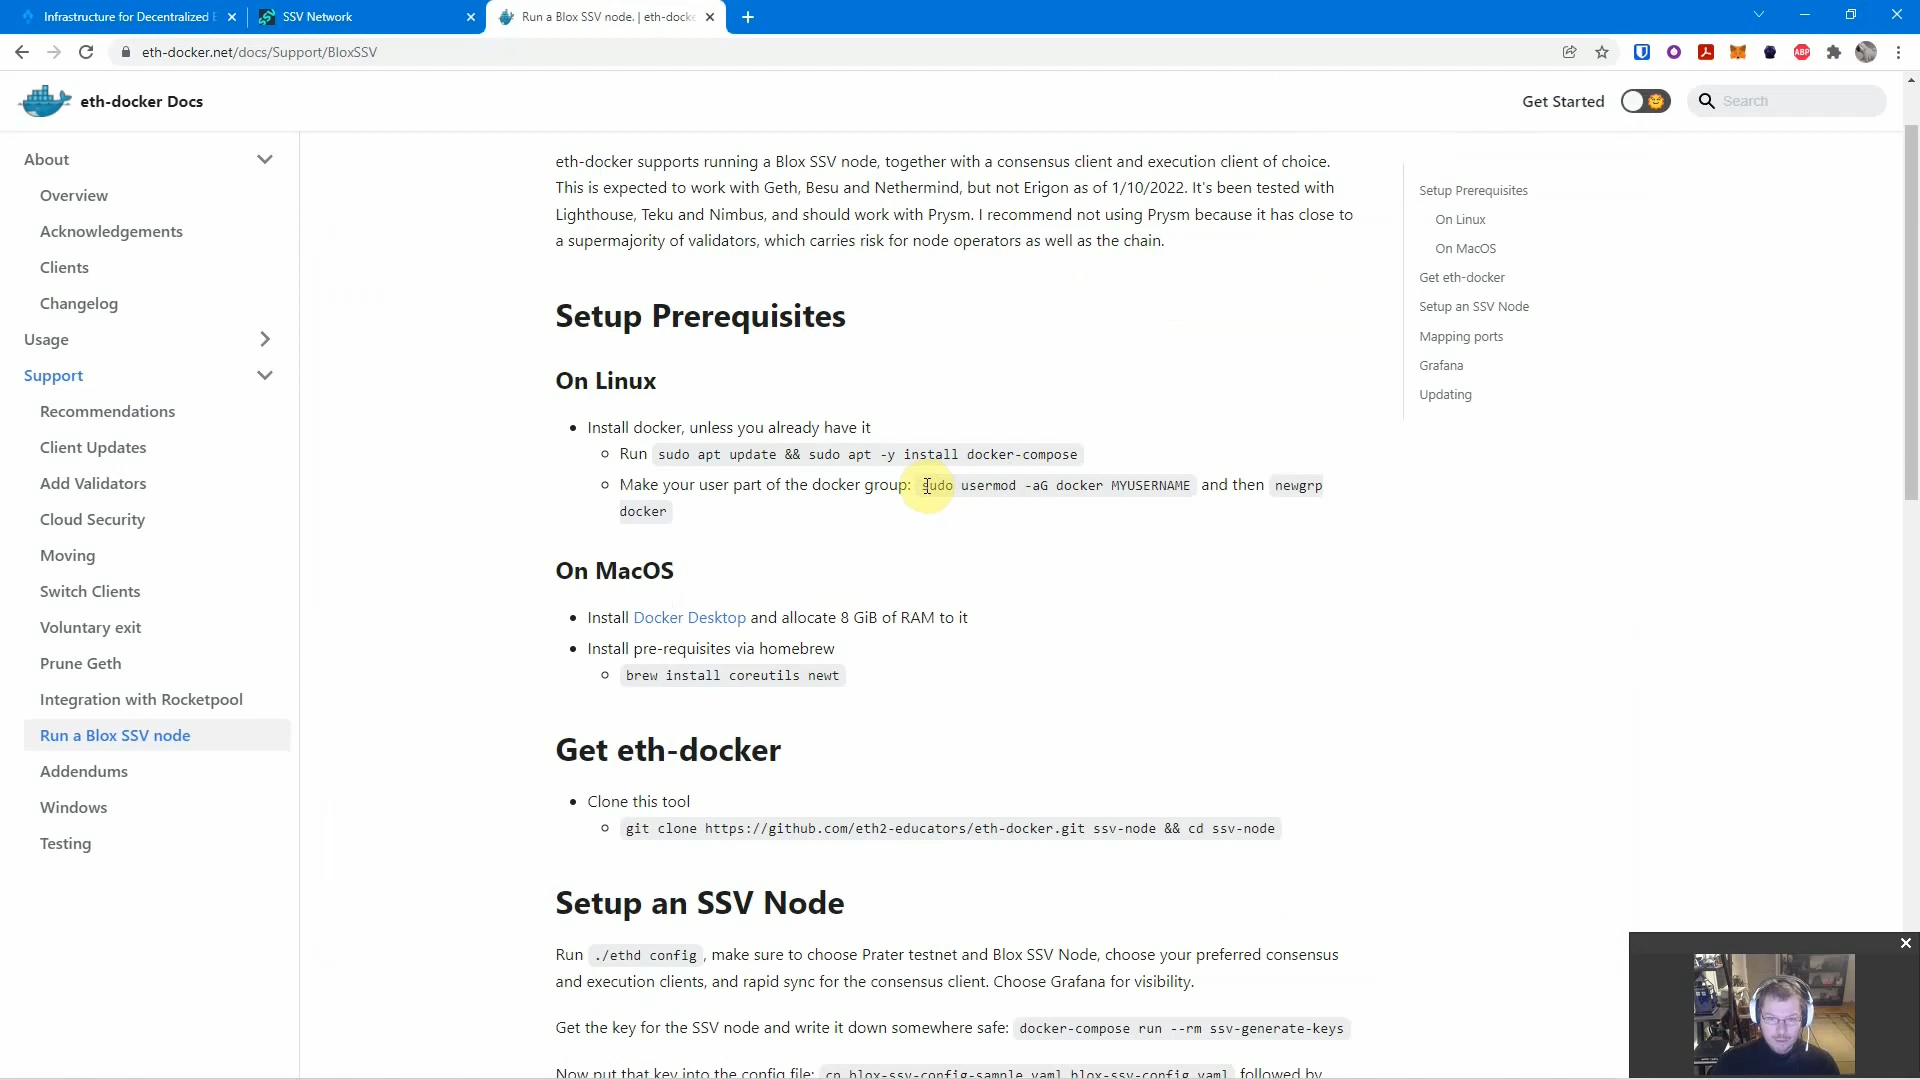 Infrastructure for Decentralized E
SSV Network
Run a Blox SSV node. | eth-docke
eth-docker.net/docs/Support/BloxSSV
ABP
eth-docker Docs
Get Started
Search
About
Overview
Acknowledgements
Clients
Changelog
Usage
Support
Recommendations
Client Updates
Add Validators
Cloud Security
Moving
Switch Clients
Voluntary exit
Prune Geth
Integration with Rocketpool
Run a Blox SSV node
Addendums
Windows
Testing
eth-docker supports running a Blox SSV node, together with a consensus client and execution client of choice.
This is expected to work with Geth, Besu and Nethermind, but not Erigon as of 1/10/2022. It's been tested with
Lighthouse, Teku and Nimbus, and should work with Prysm. I recommend not using Prysm because it has close to
a supermajority of validators, which carries risk for node operators as well as the chain.
Setup Prerequisites
On Linux
Install docker, unless you already have it
Run sudo apt update && sudo apt -y install docker-compose
Make your user part of the docker group: sudo usermod -aG docker MYUSERNAME and then newgrp
docker
On MacOS
Install Docker Desktop and allocate 8 GiB of RAM to it
Install pre-requisites via homebrew
brew install coreutils newt
Get eth-docker
Clone this tool
git clone https://github.com/eth2-educators/eth-docker.git ssv-node && cd ssv-node
Setup an SSV Node
Run ./ethd config, make sure to choose Prater testnet and Blox SSV Node, choose your preferred consensus
and execution clients, and rapid sync for the consensus client. Choose Grafana for visibility.
Get the key for the SSV node and write it down somewhere safe: docker-compose run --rm ssv-generate-keys
Now put that key into the config file: cp blox-ssv-config-sample.yaml blox-ssv-config.yaml followed by
Setup Prerequisites
On Linux
On MacOS
Get eth-docker
Setup an SSV Node
Mapping ports
Grafana
Updating